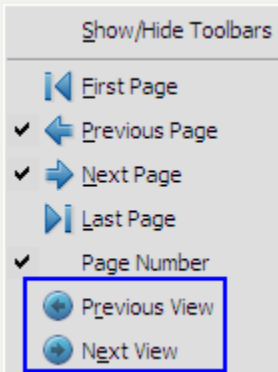 Show/Hide Toolbars
First Page
Previous Page
Next Page
Last Page
Page Number
Previous View
Next View